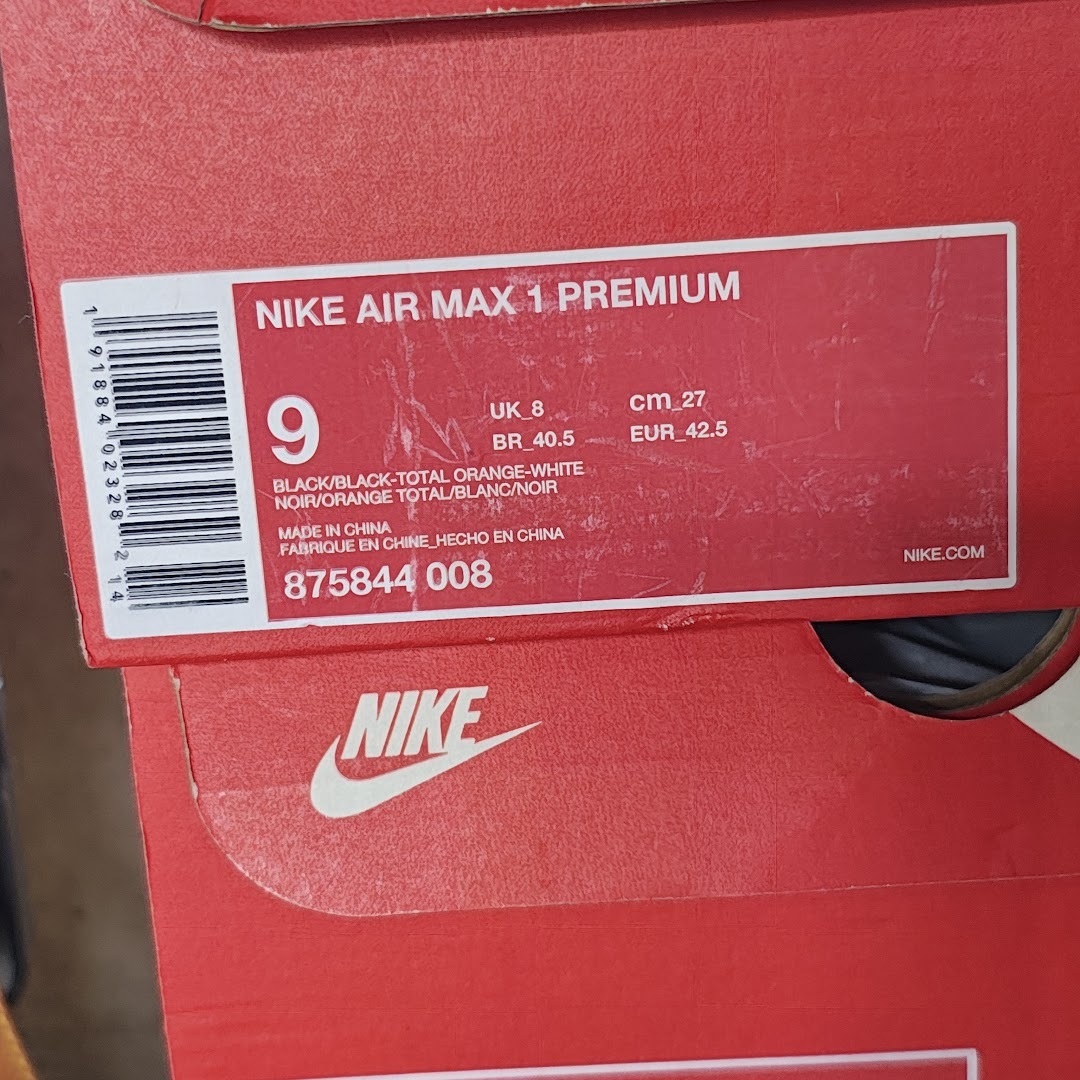 NIKE AIR MAX 1 PREMIUM
9
UK_8
cm_27
BR_40.5
EUR_42.5
BLACK/BLACK-TOTAL ORANGE-WHITE
NOIR/ORANGE TOTAL/BLANC/NOIR
MADE IN CHINA
FABRIQUE EN CHINE_HECHO EN CHINA
875844 008
NIKE.COM
1 91884 02328 2 14
NIKE